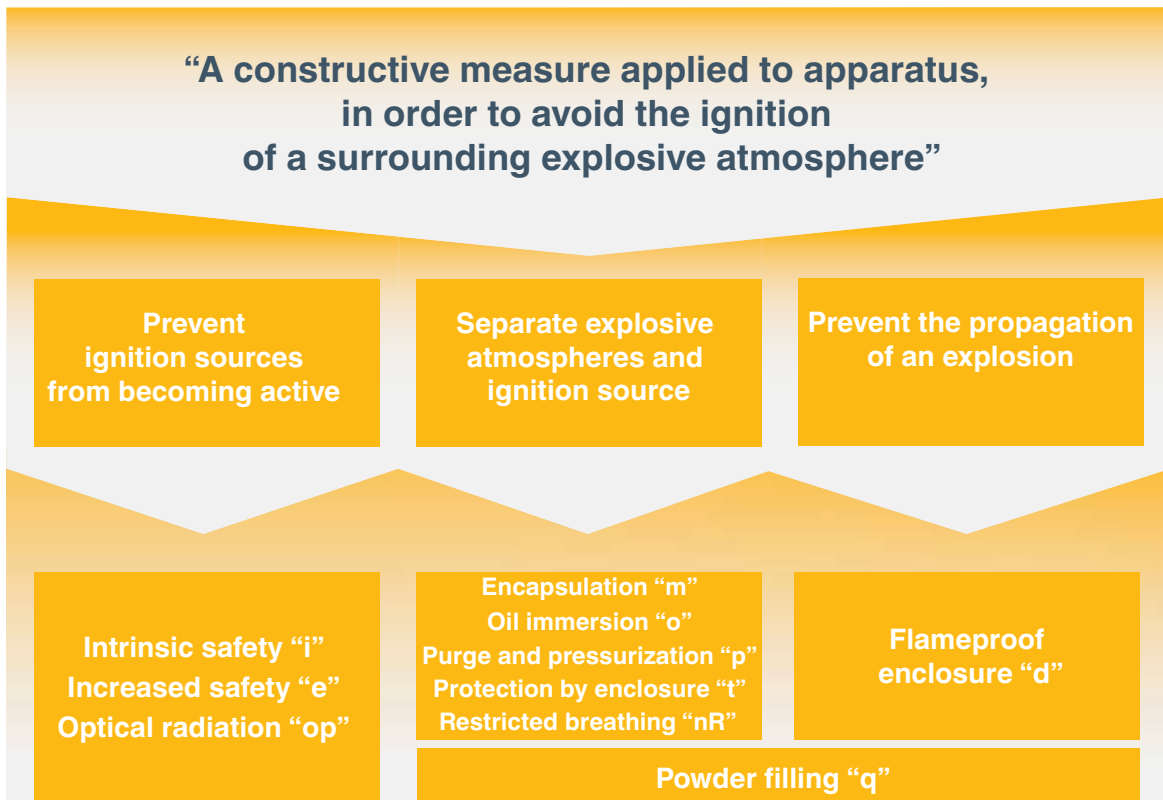 “A constructive measure applied to apparatus,
in order to avoid the ignition
of a surrounding explosive atmosphere”
Prevent
ignition sources
from becoming active
Separate explosive
atmospheres and
ignition source
Prevent the propagation
of an explosion
Intrinsic safety “i”
Increased safety “e”
Optical radiation “op”
Encapsulation “m”
Oil immersion “o”
Purge and pressurization “p”
Protection by enclosure “t”
Restricted breathing “nR”
Flameproof
enclosure “d”
Powder filling “q”